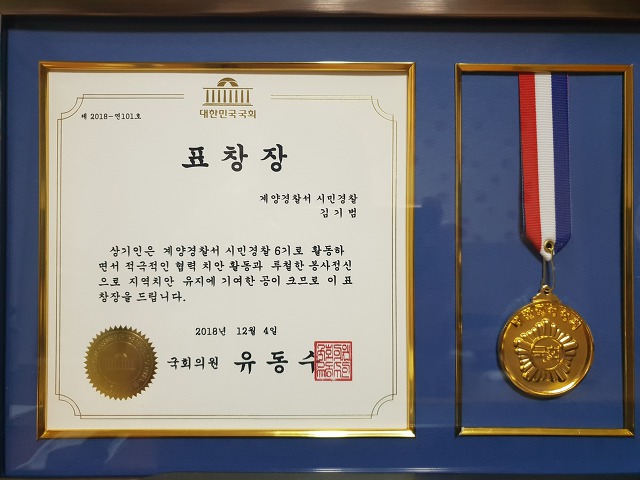 대한민국국회
제 2018-연101호
표창장
계양경찰서 시민경찰
김기범
상기인은 계양경찰서 시민경찰 6기로 활동하
면서 적극적인 협력 치안 활동과 투철한 봉사정신
으로 지역치안 유지에 기여한 공이 크므로 이 표
창장을 드립니다.
2018년 12월 4일
국회의원 유동수